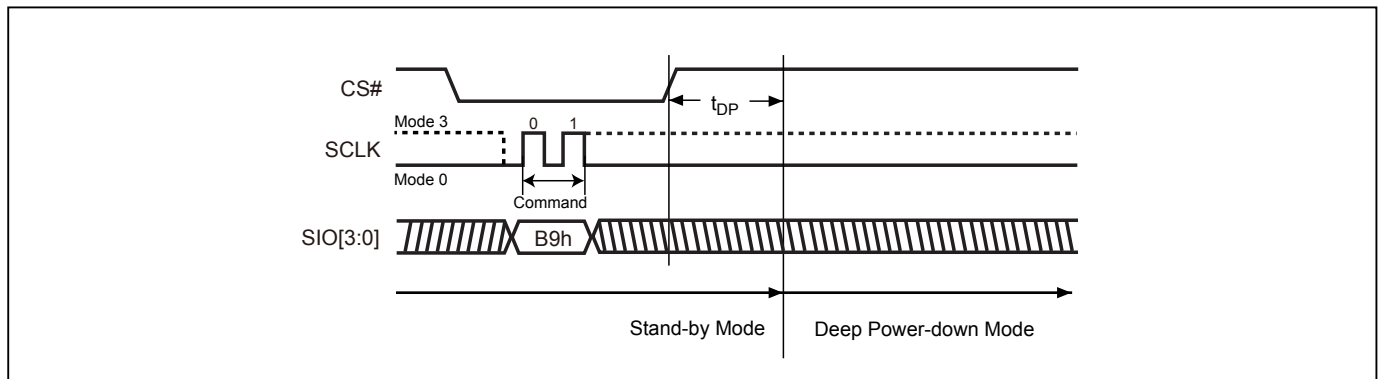 CS#
tDP
Mode 3
0 1
SCLK
Mode 0
Command
SIO[3:0]
B9h
Stand-by Mode
Deep Power-down Mode